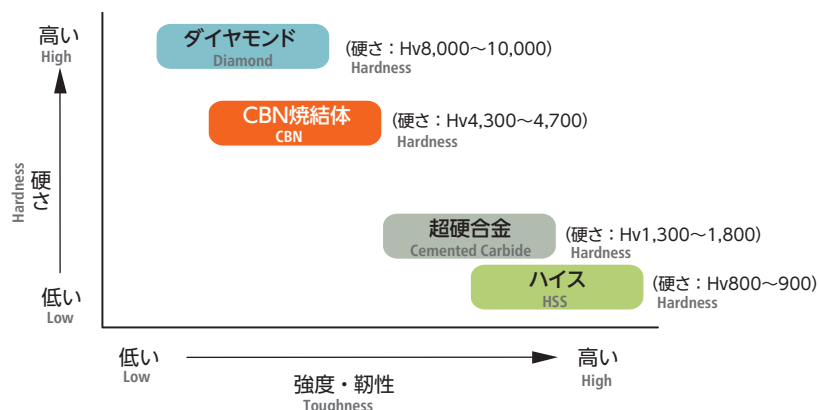 高い
High
ダイヤモンド
Diamond
(硬さ：Hv8,000〜10,000)
Hardness
CBN焼結体
CBN
(硬さ：Hv4,300〜4,700)
Hardness
硬さ
Hardness
超硬合金
Cemented Carbide
(硬さ：Hv1,300〜1,800)
Hardness
ハイス
HSS
(硬さ：Hv800〜900)
Hardness
低い
Low
低い
Low
高い
High
強度・靭性
Toughness